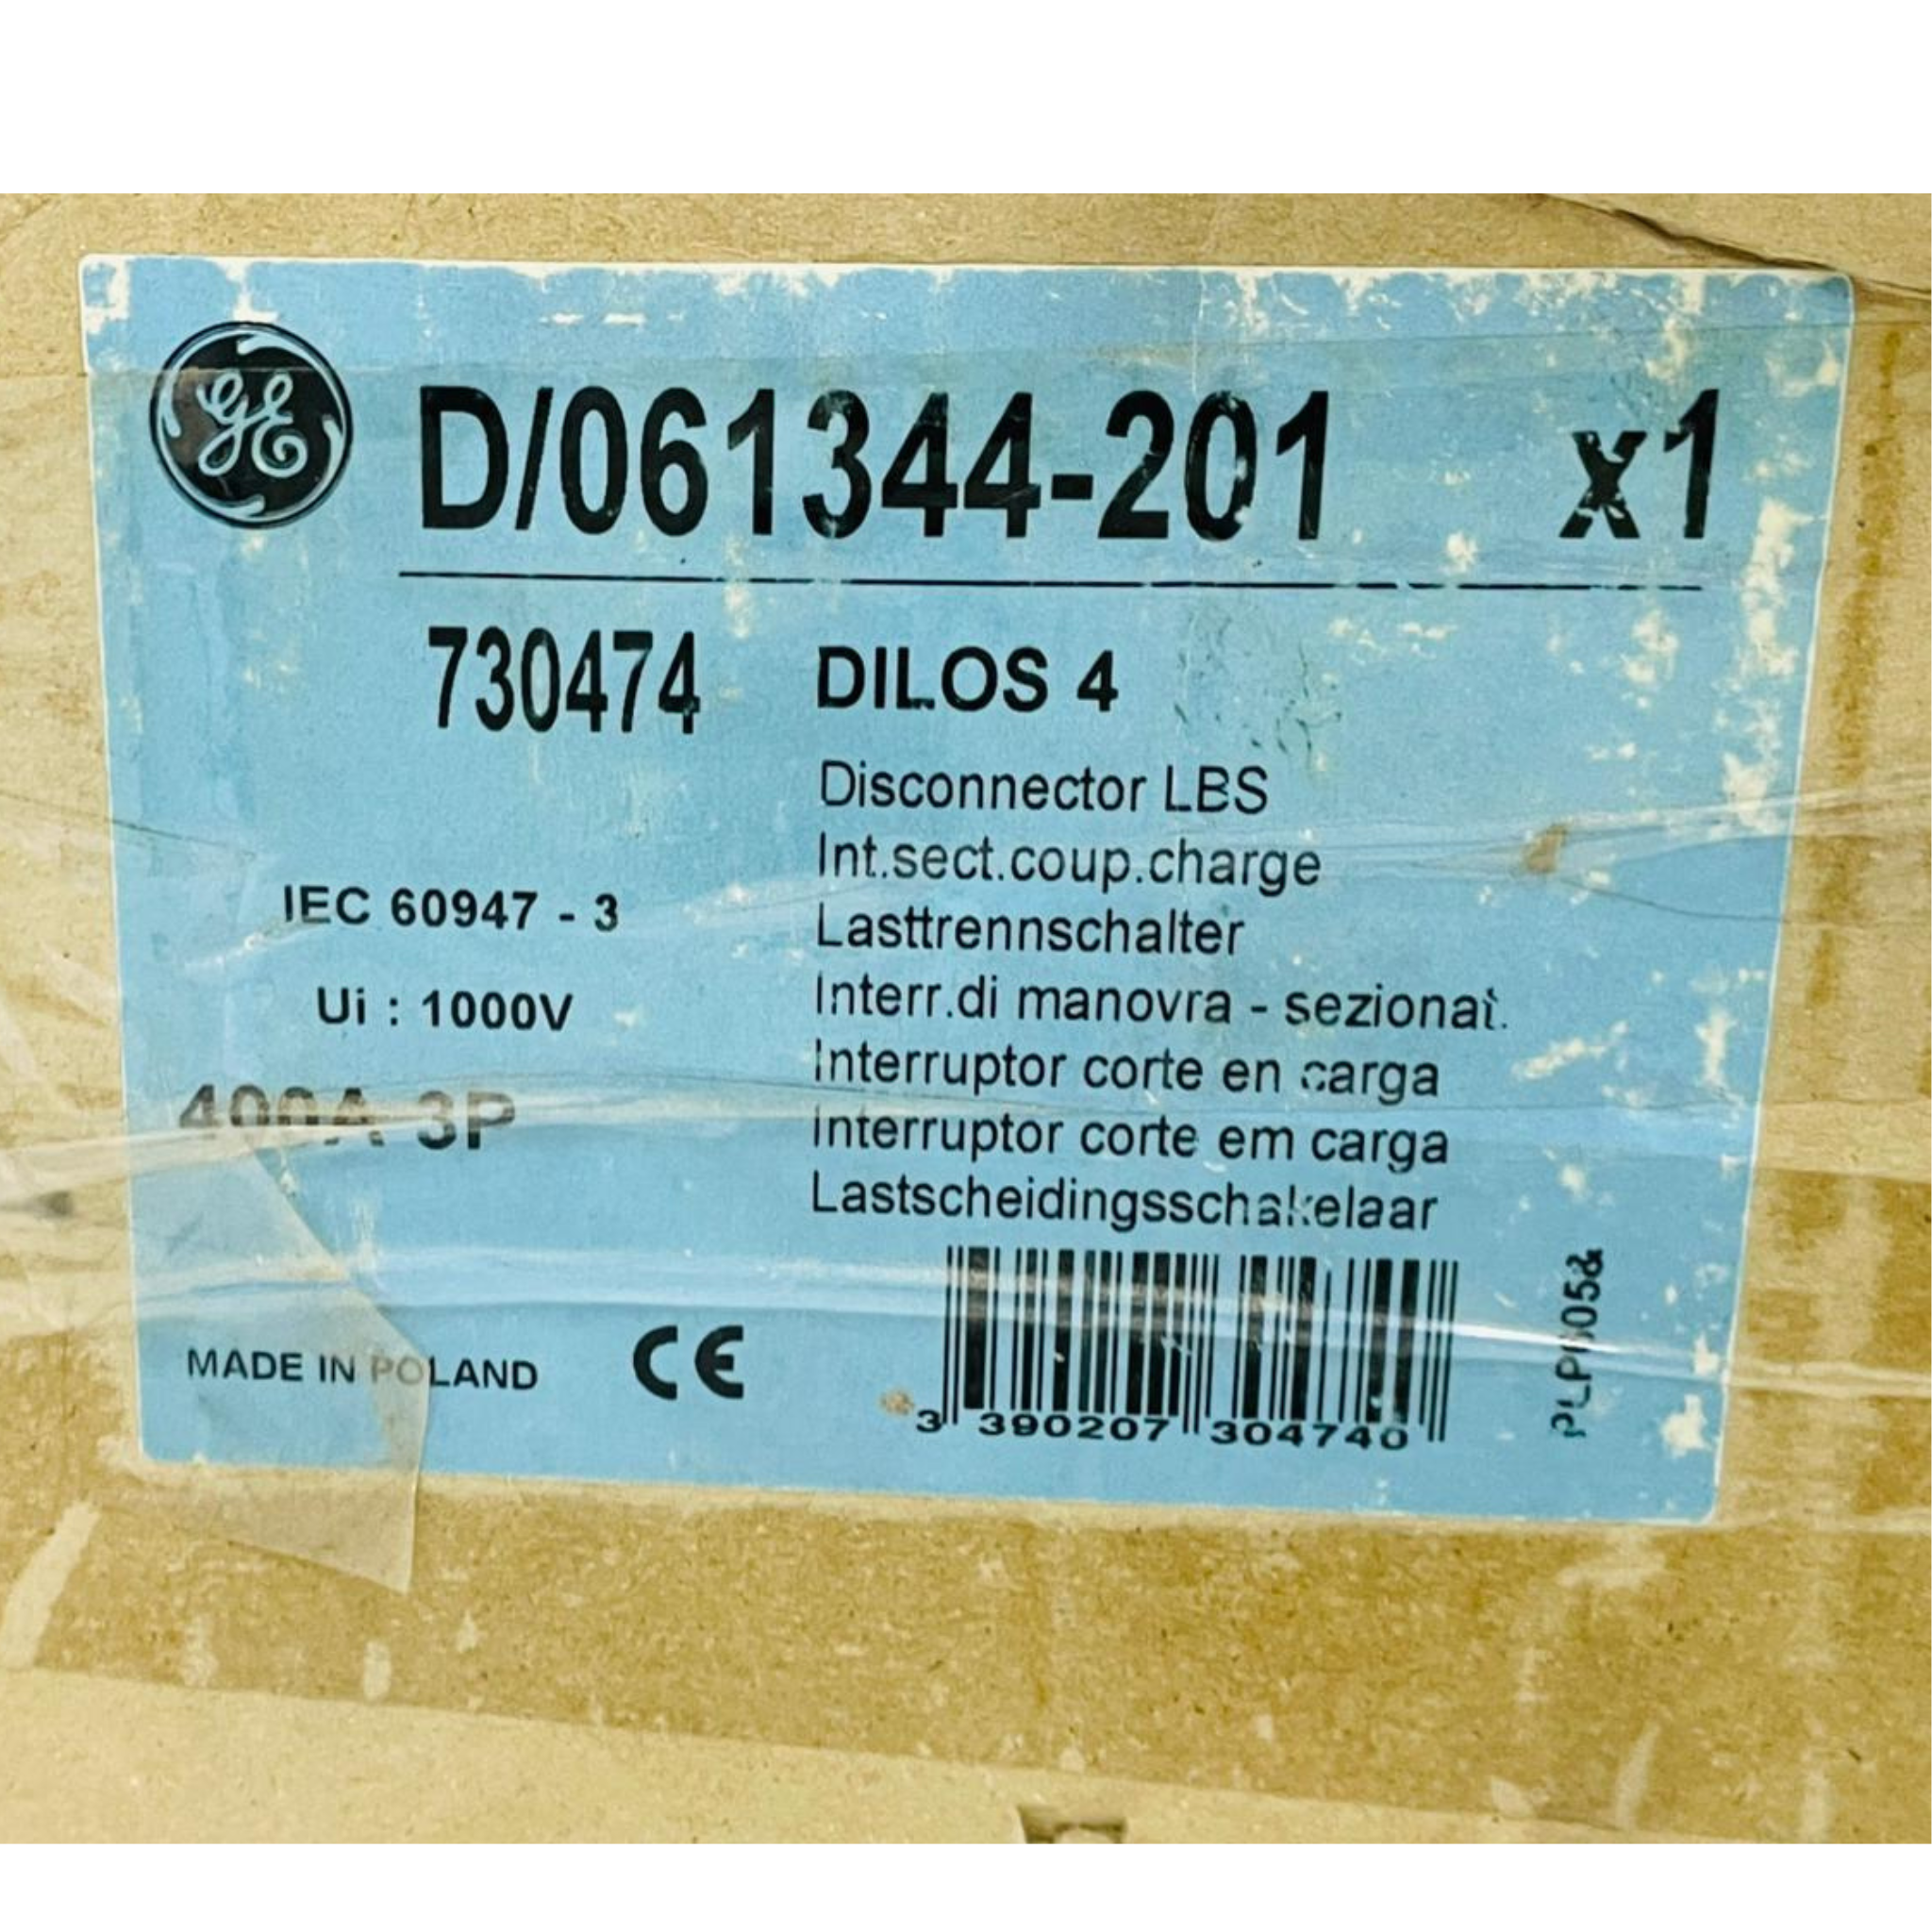 GE
D/061344-201 x1
730474 DILOS 4
Disconnector LBS
Int.sect.coup.charge
IEC 60947 - 3
Lasttrennschalter
Ui : 1000V
Interr.di manovra - sezionat.
Interruptor corte en carga
400A 3P
Interruptor corte em carga
Lastscheidingsschakelaar
MADE IN POLAND CE
3 390207 304740